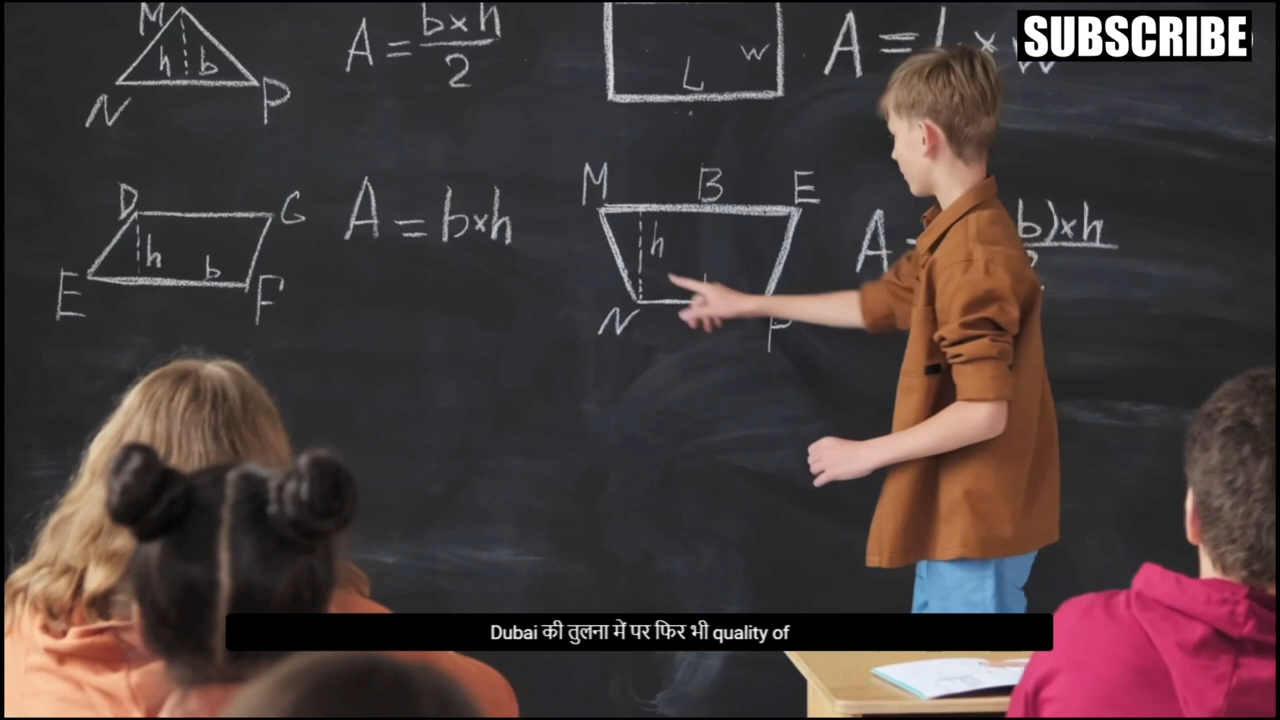 SUBSCRIBE
M
h b
N P
A = b×h / 2
L W
A = L × w
D G
h b
E F
A = b×h
M B E
h
N P
A b)×h
Dubai की तुलना में पर फिर भी quality of